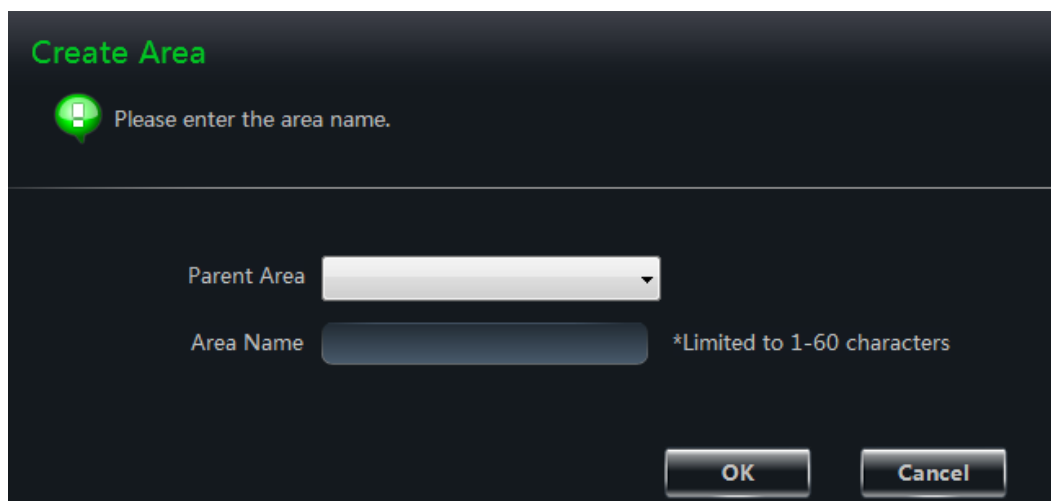 Create Area
Please enter the area name.
Parent Area
Area Name *Limited to 1-60 characters
OK Cancel